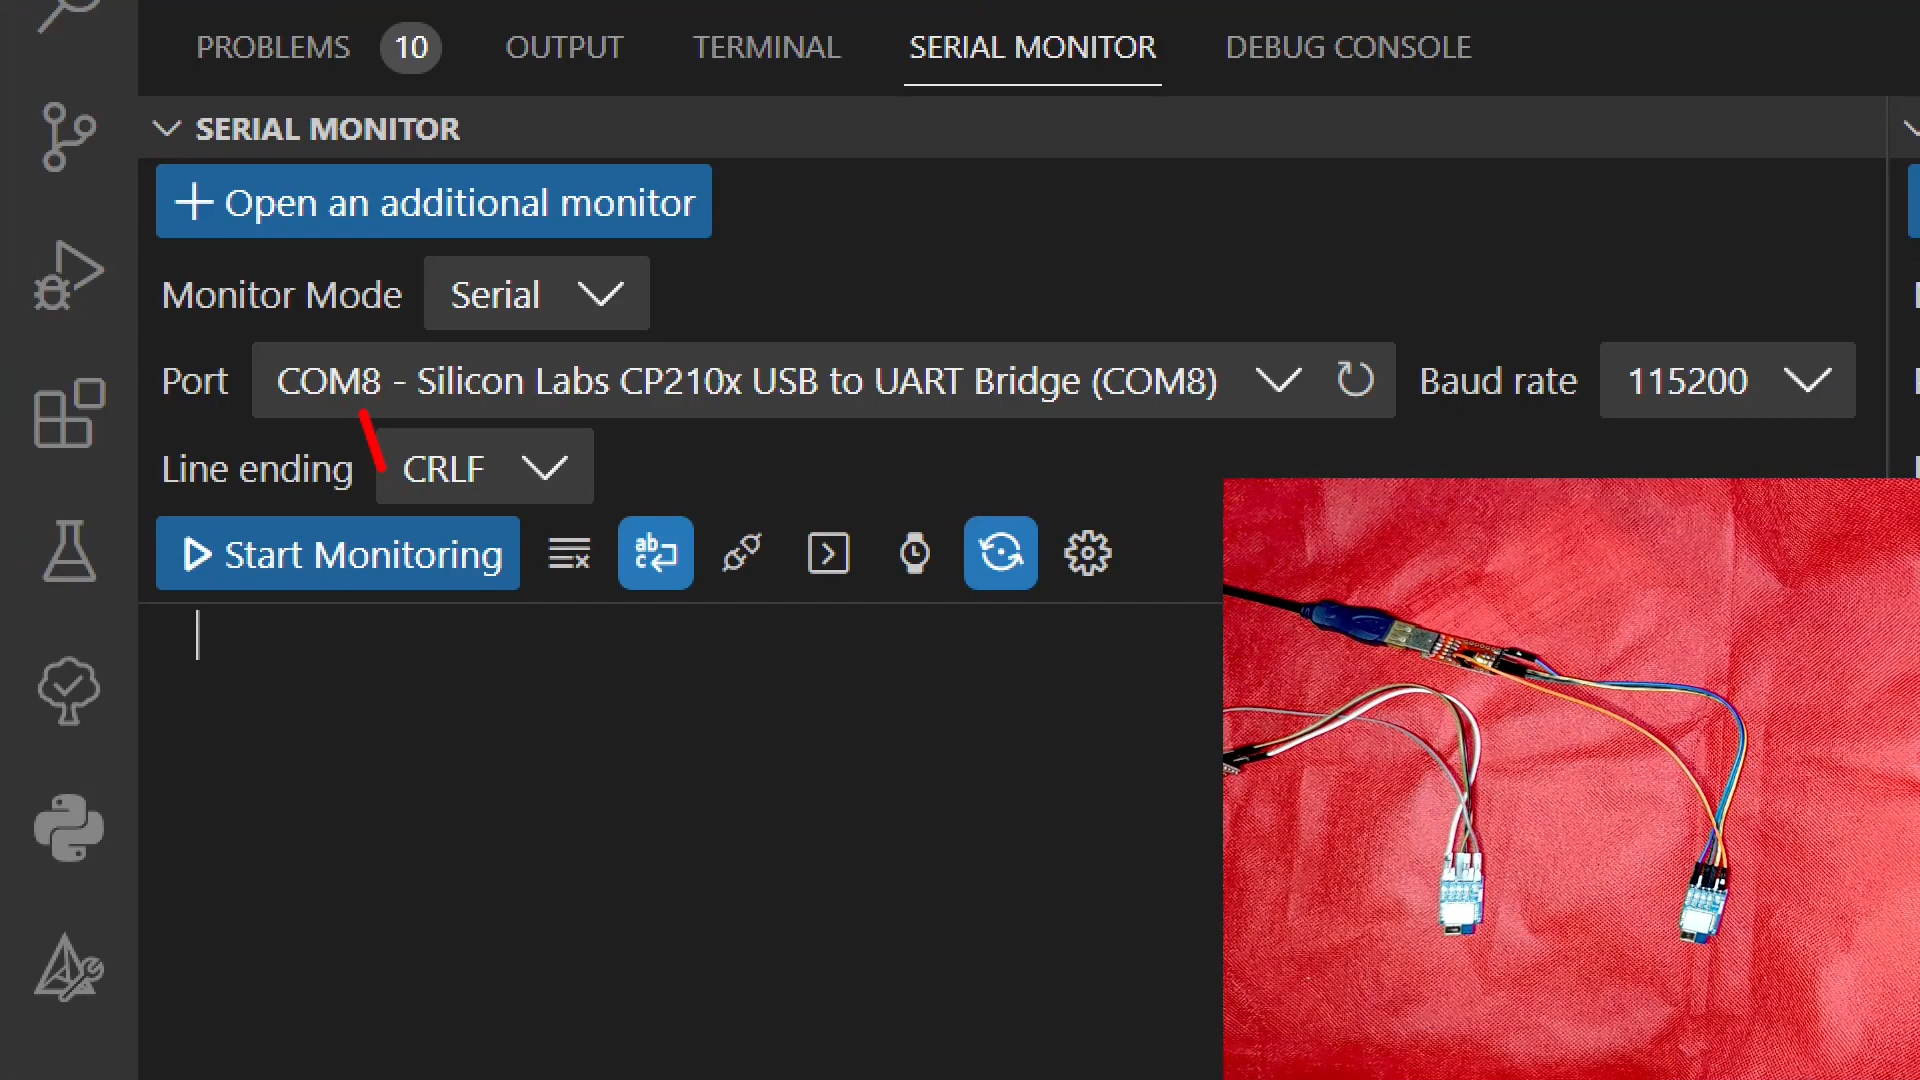 PROBLEMS 10 OUTPUT TERMINAL SERIAL MONITOR DEBUG CONSOLE
SERIAL MONITOR
Open an additional monitor
Monitor Mode Serial
Port COM8 - Silicon Labs CP210x USB to UART Bridge (COM8) Baud rate 115200
Line ending CRLF
Start Monitoring